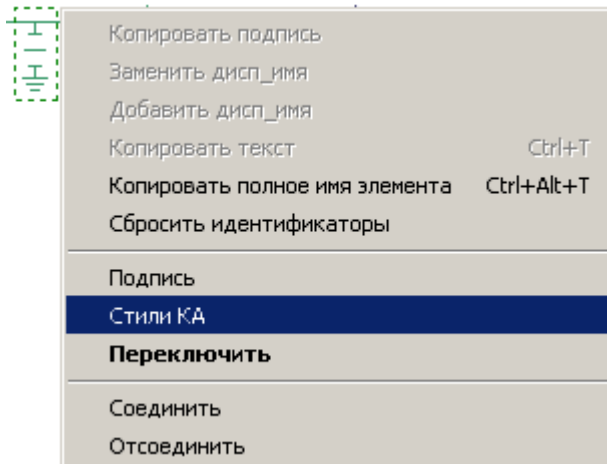 Копировать подпись
Заменить дисп_имя
Добавить дисп_имя
Копировать текст Ctrl+T
Копировать полное имя элемента Ctrl+Alt+T
Сбросить идентификаторы
Подпись
Стили КА
Переключить
Соединить
Отсоединить